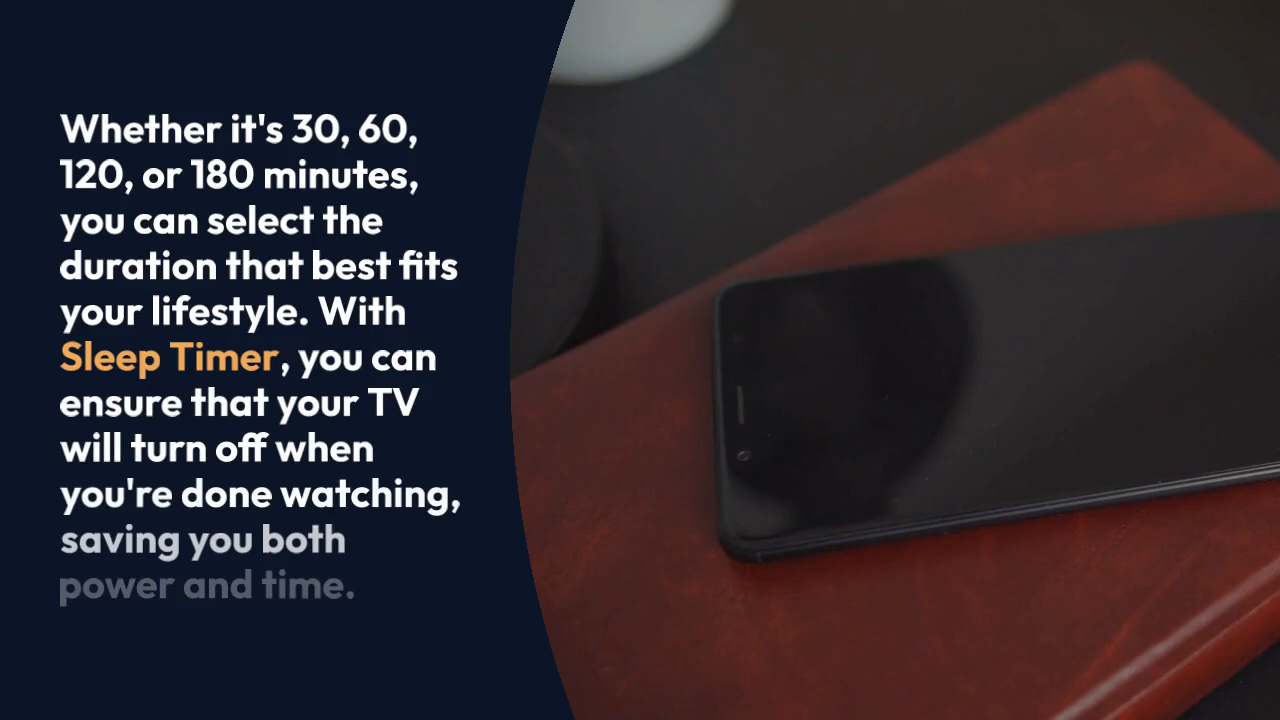 Whether it's 30, 60,
120, or 180 minutes,
you can select the
duration that best fits
your lifestyle. With
Sleep Timer, you can
ensure that your TV
will turn off when
you're done watching,
saving you both
power and time.